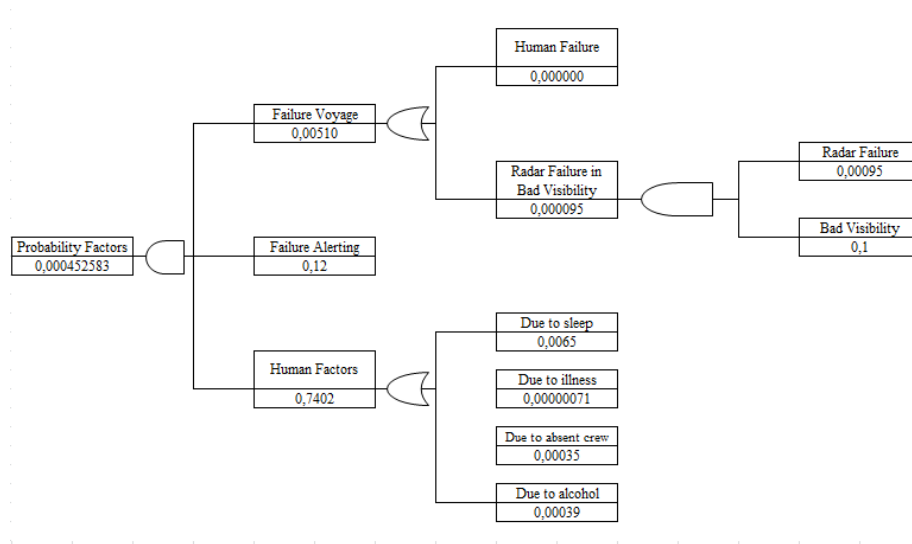 Human Failure
0,000000
Failure Voyage
0,00510
Radar Failure in
Bad Visibility
0,000095
Radar Failure
0,00095
Bad Visibility
0,1
Probability Factors
0,000452583
Failure Alerting
0,12
Human Factors
0,7402
Due to sleep
0,0065
Due to illness
0,00000071
Due to absent crew
0,00035
Due to alcohol
0,00039